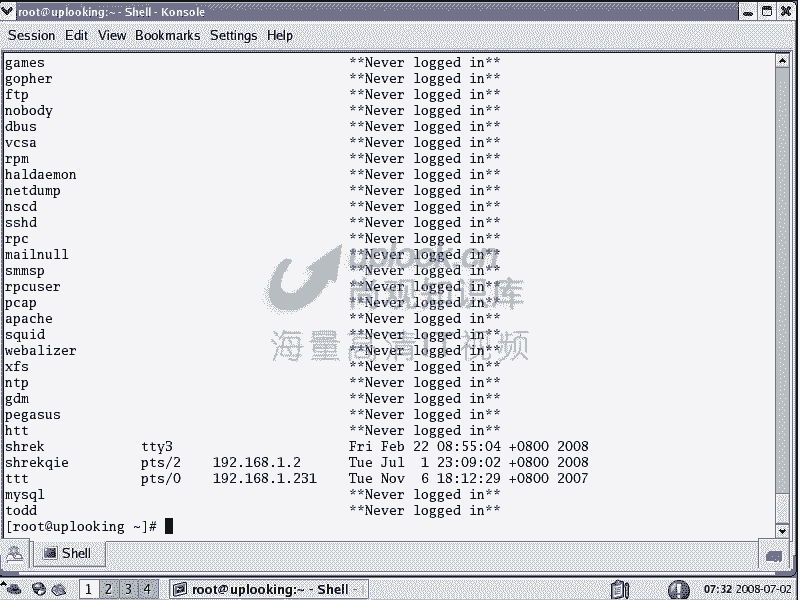 root@uplooking:~ - Shell - Konsole
Session Edit View Bookmarks Settings Help
games **Never logged in**
gopher **Never logged in**
ftp **Never logged in**
nobody **Never logged in**
dbus **Never logged in**
vcsa **Never logged in**
rpm **Never logged in**
haldaemon **Never logged in**
netdump **Never logged in**
nscd **Never logged in**
sshd **Never logged in**
rpc **Never logged in**
mailnull **Never logged in**
smmsp **Never logged in**
rpcuser **Never logged in**
pcap **Never logged in**
apache **Never logged in**
squid **Never logged in**
webalizer **Never logged in**
xfs **Never logged in**
ntp **Never logged in**
gdm **Never logged in**
pegasus **Never logged in**
htt **Never logged in**
shrek tty3 Fri Feb 22 08:55:04 +0800 2008
shrekqie pts/2 192.168.1.2 Tue Jul 1 23:09:02 +0800 2008
ttt pts/0 192.168.1.231 Tue Nov 6 18:12:29 +0800 2007
mysql **Never logged in**
todd **Never logged in**
[root@uplooking ~]#
uplook.cn
尚观知识库
海量高清IT视频
Shell
1 2 3 4 root@uplooking:~ - Shell - 07:32 2008-07-02